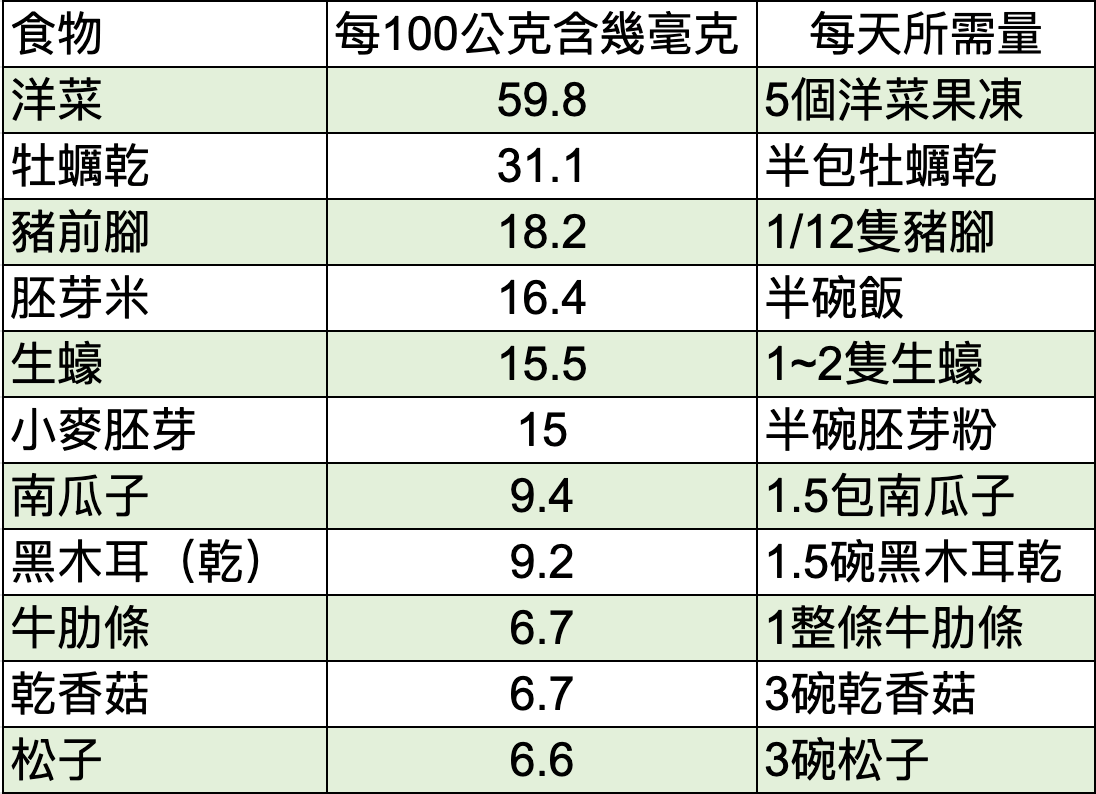 食物 每100公克含幾毫克 每天所需量
洋菜 59.8 5個洋菜果凍
牡蠣乾 31.1 半包牡蠣乾
豬前腳 18.2 1/12隻豬腳
胚芽米 16.4 半碗飯
生蠔 15.5 1~2隻生蠔
小麥胚芽 15 半碗胚芽粉
南瓜子 9.4 1.5包南瓜子
黑木耳（乾） 9.2 1.5碗黑木耳乾
牛肋條 6.7 1整條牛肋條
乾香菇 6.7 3碗乾香菇
松子 6.6 3碗松子